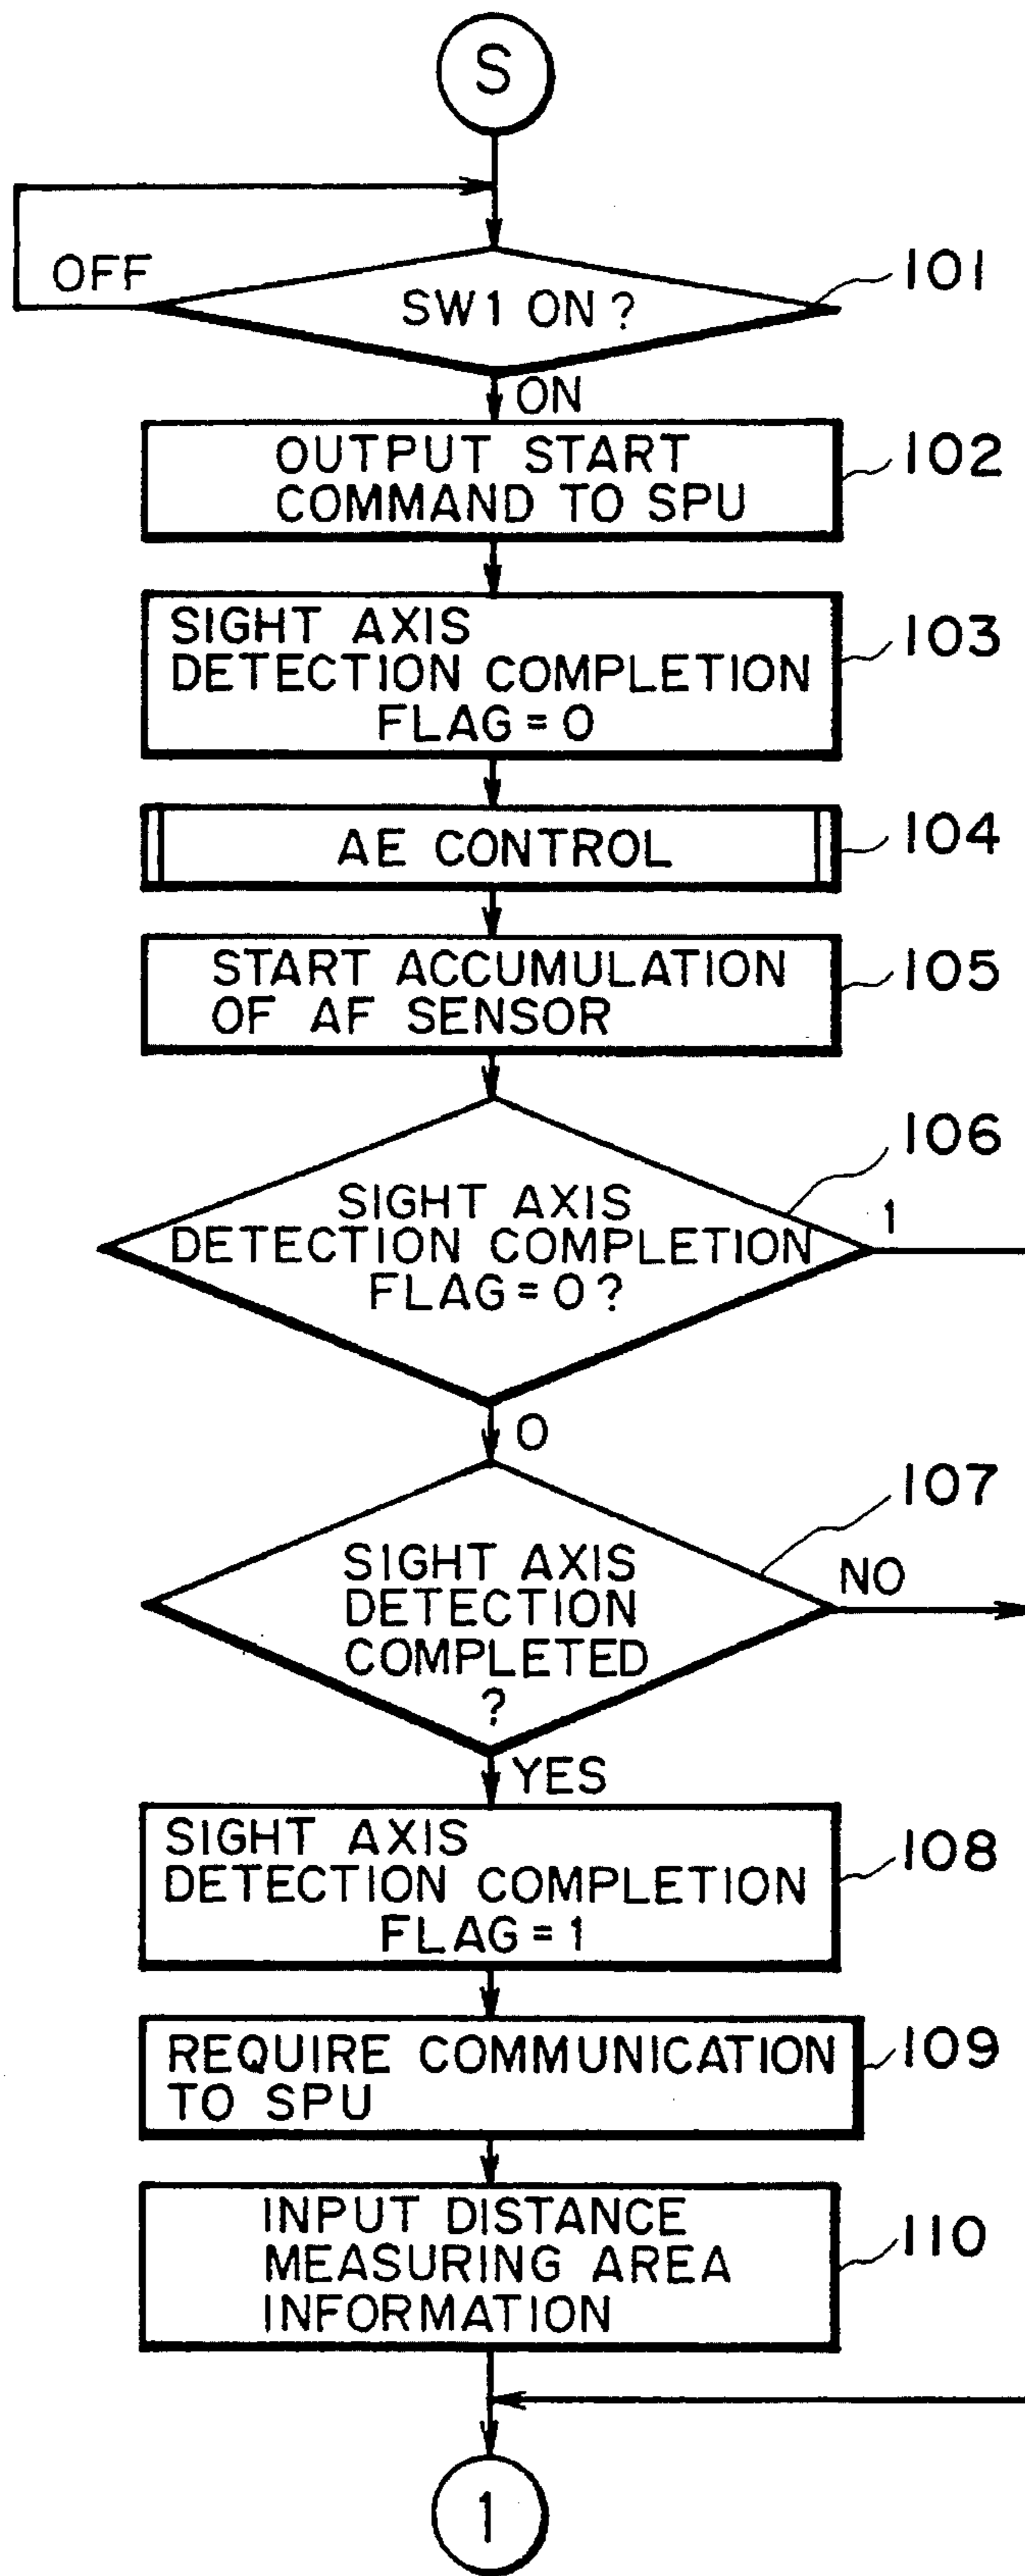 S
OFF
SW1 ON?
101
ON
OUTPUT START
COMMAND TO SPU
102
SIGHT AXIS
DETECTION COMPLETION
FLAG=0
103
AE CONTROL
104
START ACCUMULATION
OF AF SENSOR
105
106
SIGHT AXIS
DETECTION COMPLETION
FLAG=0?
1
0
107
SIGHT AXIS
DETECTION
COMPLETED
?
NO
YES
SIGHT AXIS
DETECTION COMPLETION
FLAG=1
108
REQUIRE COMMUNICATION
TO SPU
109
INPUT DISTANCE
MEASURING AREA
INFORMATION
110
1